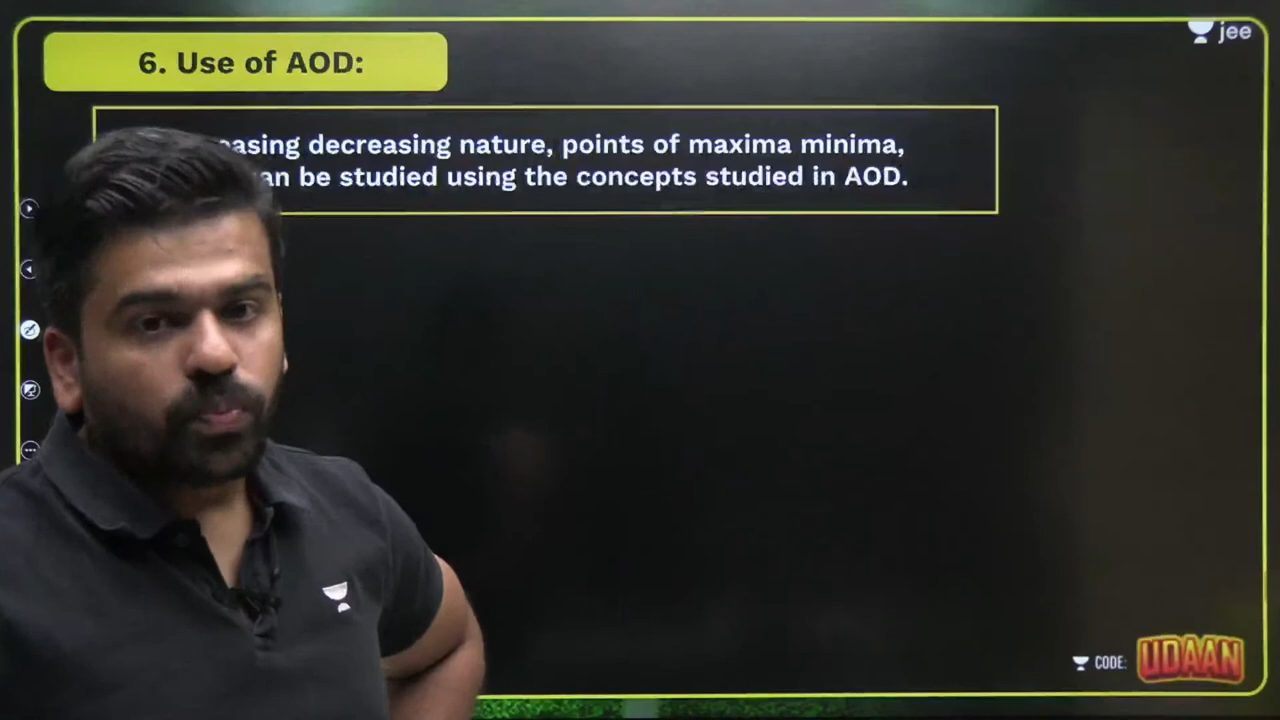 jee
6. Use of AOD:
easing decreasing nature, points of maxima minima,
an be studied using the concepts studied in AOD.
CODE: UDAAN